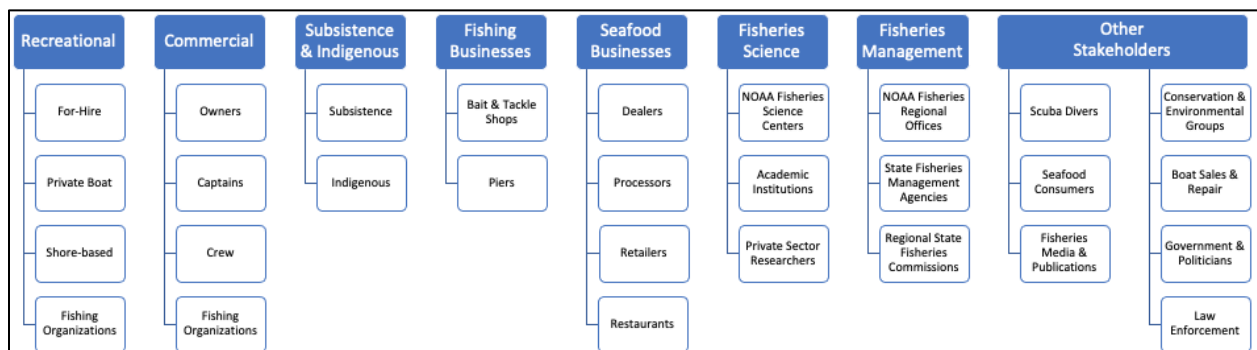 Recreational
For-Hire
Private Boat
Shore-based
Fishing
Organizations
Commercial
Owners
Captains
Crew
Fishing
Organizations
Subsistence
& Indigenous
Subsistence
Indigenous
Fishing
Businesses
Bait & Tackle
Shops
Piers
Seafood
Businesses
Dealers
Processors
Retailers
Restaurants
Fisheries
Science
NOAA Fisheries
Science
Centers
Academic
Institutions
Private Sector
Researchers
Fisheries
Management
NOAA Fisheries
Regional
Offices
State Fisheries
Management
Agencies
Regional State
Fisheries
Commissions
Other
Stakeholders
Scuba Divers
Seafood
Consumers
Fisheries
Media &
Publications
Conservation &
Environmental
Groups
Boat Sales &
Repair
Government &
Politicians
Law
Enforcement